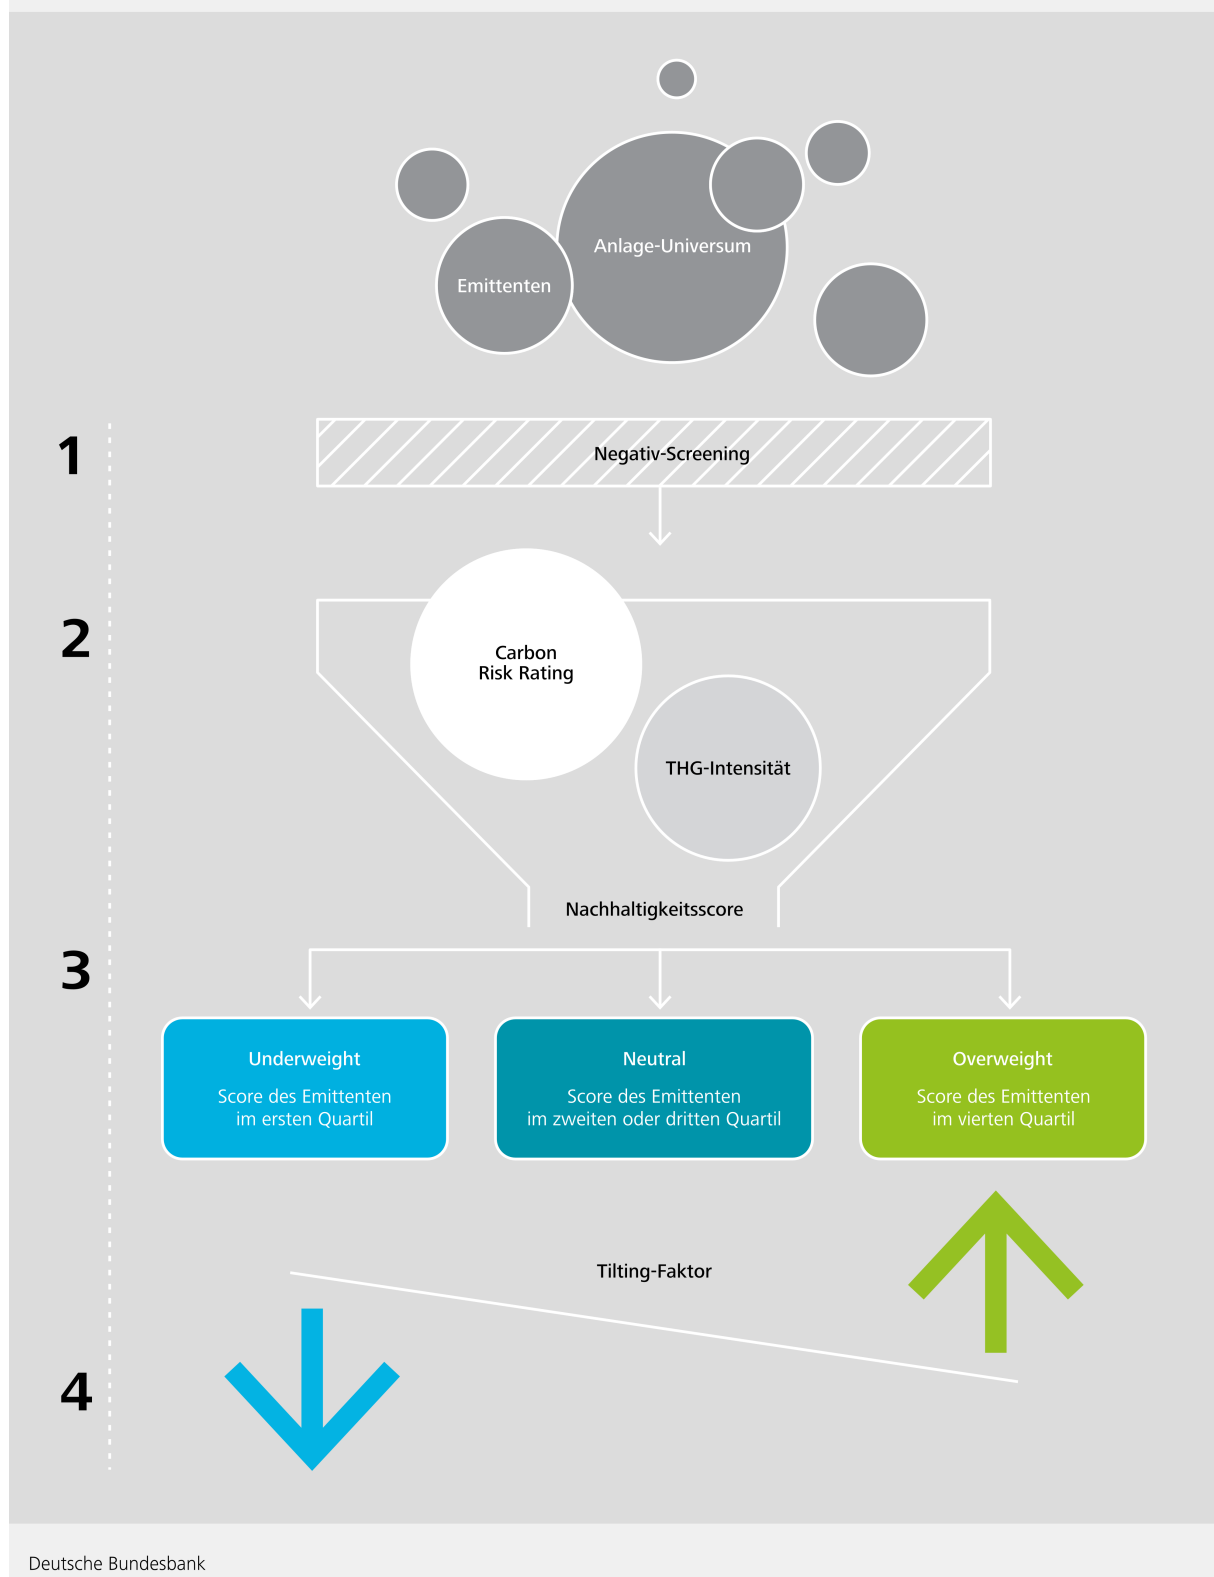 Anlage-Universum
Emittenten
1
Negativ-Screening
2
Carbon
Risk Rating
THG-Intensität
Nachhaltigkeitsscore
3
Underweight
Score des Emittenten
im ersten Quartil
Neutral
Score des Emittenten
im zweiten oder dritten Quartil
Overweight
Score des Emittenten
im vierten Quartil
Tilting-Faktor
4
Deutsche Bundesbank